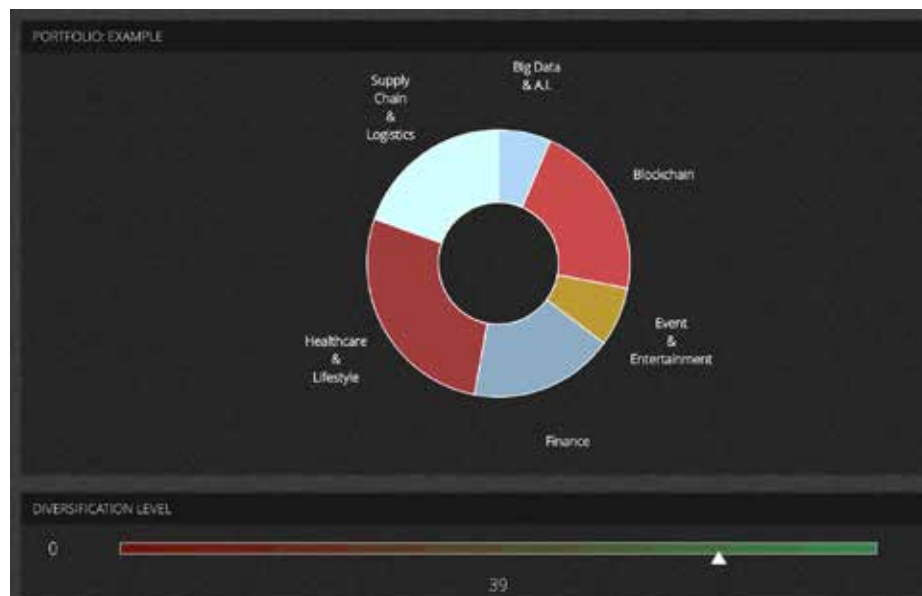 PORTFOLIO: EXAMPLE
Big Data
& A.I.
Supply
Chain
&
Logistics
Blockchain
Event
&
Entertainment
Healthcare
&
Lifestyle
Finance
DIVERSIFICATION LEVEL
0
39